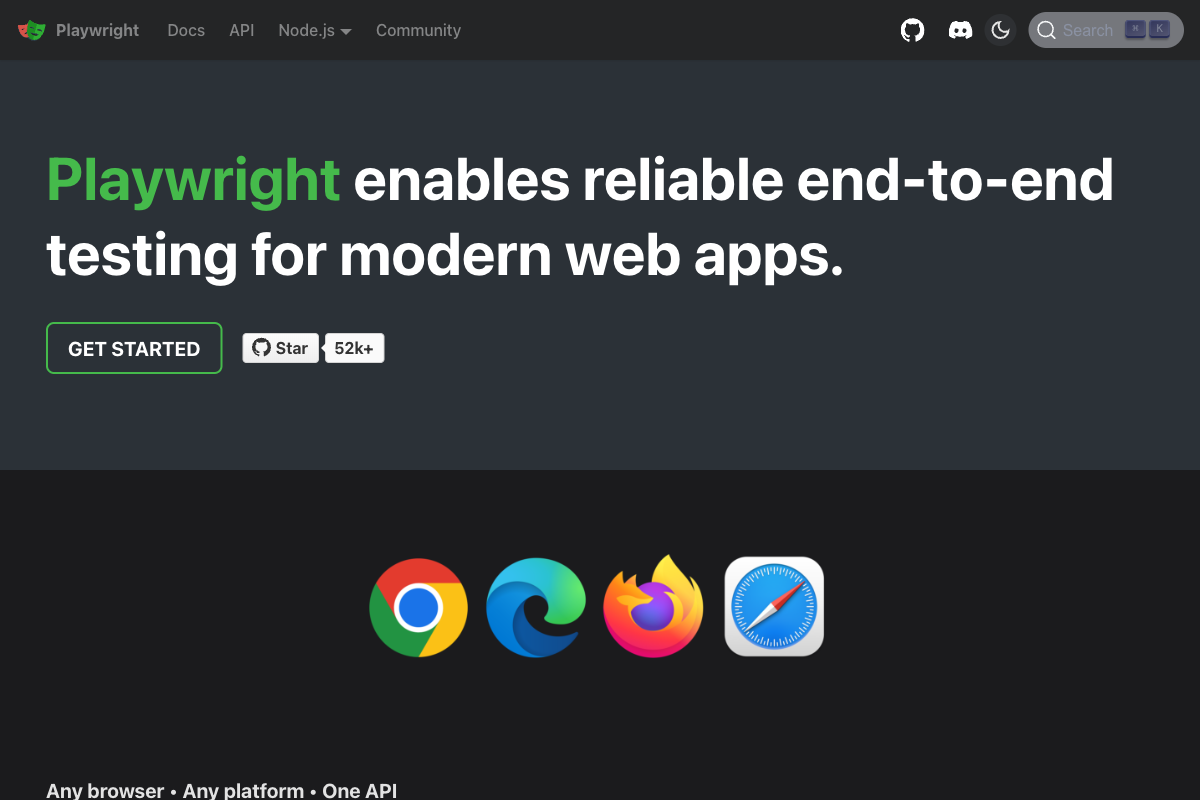 Playwright Docs API Node.js Community Search ⌘ K
Playwright enables reliable end-to-end
testing for modern web apps.
GET STARTED Star 52k+
Any browser • Any platform • One API